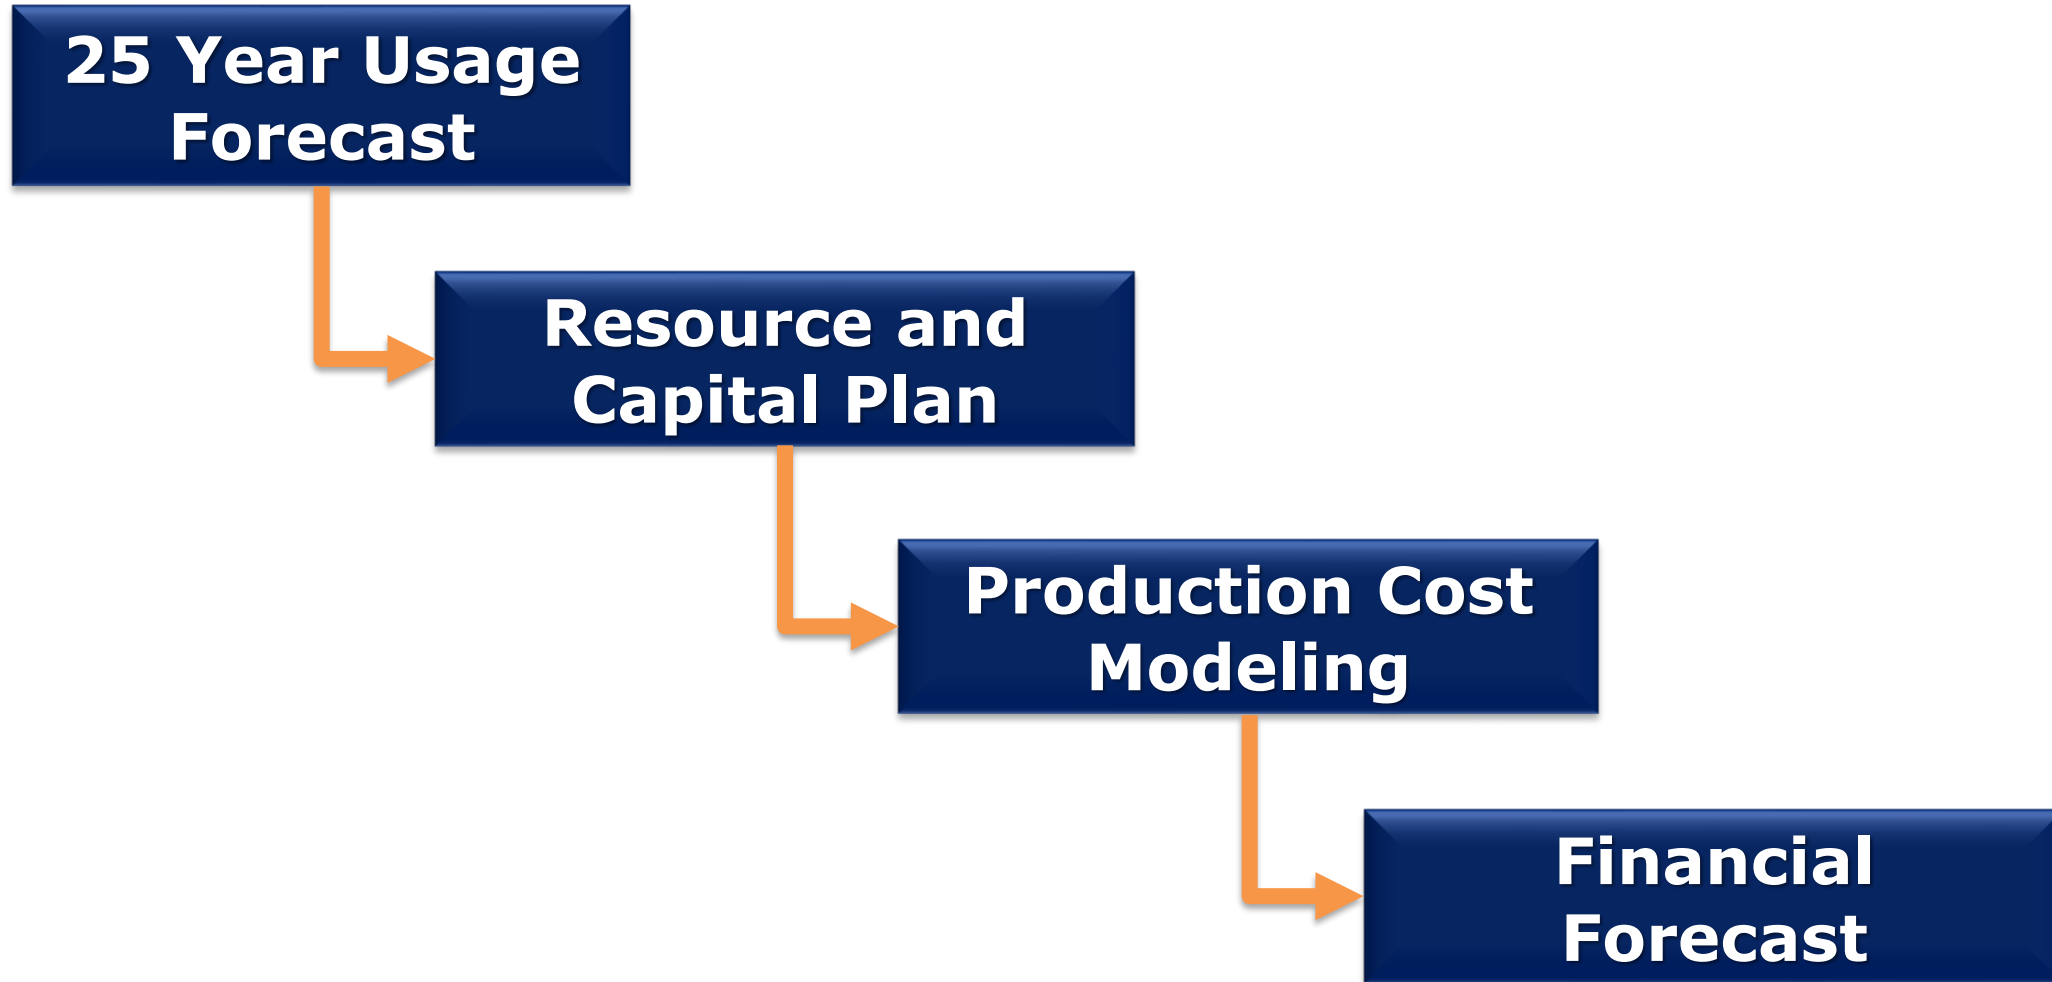 25 Year Usage
Forecast
Resource and
Capital Plan
Production Cost
Modeling
Financial
Forecast